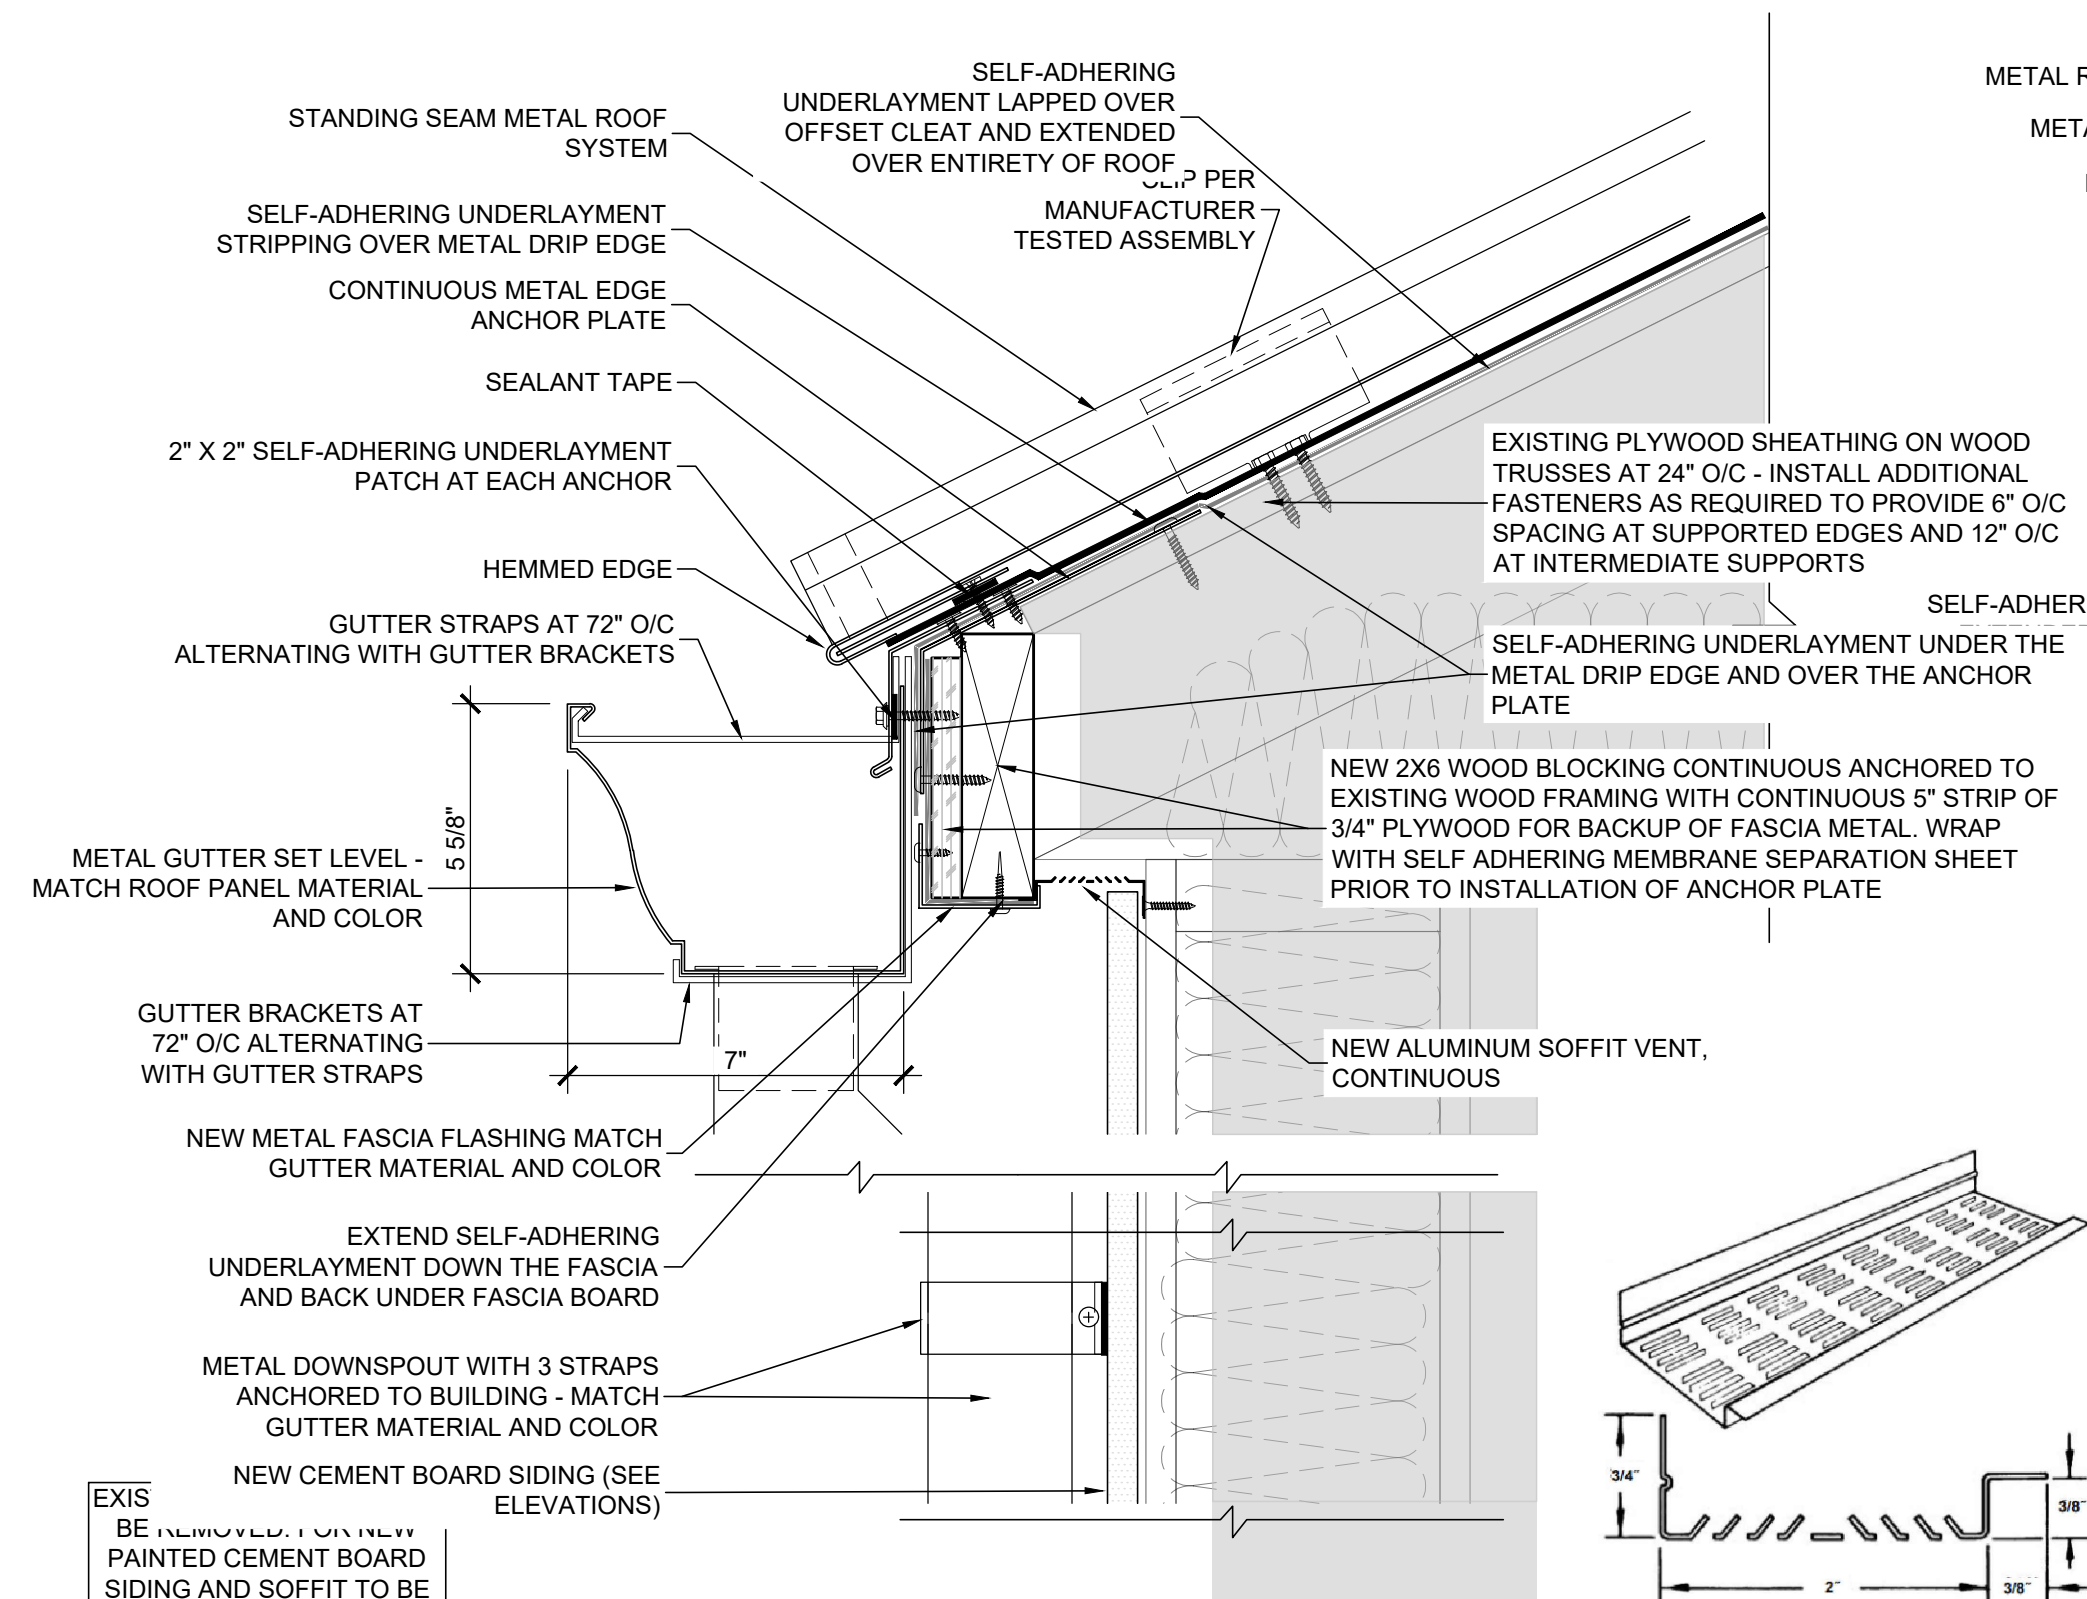 SELF-ADHERING
UNDERLAYMENT LAPPED OVER
OFFSET CLEAT AND EXTENDED
OVER ENTIRETY OF ROOF
STANDING SEAM METAL ROOF
SYSTEM
CLIP PER
MANUFACTURER
TESTED ASSEMBLY
SELF-ADHERING UNDERLAYMENT
STRIPPING OVER METAL DRIP EDGE
CONTINUOUS METAL EDGE
ANCHOR PLATE
SEALANT TAPE
2" X 2" SELF-ADHERING UNDERLAYMENT
PATCH AT EACH ANCHOR
HEMMED EDGE
GUTTER STRAPS AT 72" O/C
ALTERNATING WITH GUTTER BRACKETS
5 5/8"
METAL GUTTER SET LEVEL -
MATCH ROOF PANEL MATERIAL
AND COLOR
GUTTER BRACKETS AT
72" O/C ALTERNATING
WITH GUTTER STRAPS
7"
NEW METAL FASCIA FLASHING MATCH
GUTTER MATERIAL AND COLOR
EXTEND SELF-ADHERING
UNDERLAYMENT DOWN THE FASCIA
AND BACK UNDER FASCIA BOARD
METAL DOWNSPOUT WITH 3 STRAPS
ANCHORED TO BUILDING - MATCH
GUTTER MATERIAL AND COLOR
NEW CEMENT BOARD SIDING (SEE
ELEVATIONS)
EXIS
BE REMOVED. FOR NEW
PAINTED CEMENT BOARD
SIDING AND SOFFIT TO BE
METAL R
META
EXISTING PLYWOOD SHEATHING ON WOOD
TRUSSES AT 24" O/C - INSTALL ADDITIONAL
FASTENERS AS REQUIRED TO PROVIDE 6" O/C
SPACING AT SUPPORTED EDGES AND 12" O/C
AT INTERMEDIATE SUPPORTS
SELF-ADHER
SELF-ADHERING UNDERLAYMENT UNDER THE
METAL DRIP EDGE AND OVER THE ANCHOR
PLATE
NEW 2X6 WOOD BLOCKING CONTINUOUS ANCHORED TO
EXISTING WOOD FRAMING WITH CONTINUOUS 5" STRIP OF
3/4" PLYWOOD FOR BACKUP OF FASCIA METAL. WRAP
WITH SELF ADHERING MEMBRANE SEPARATION SHEET
PRIOR TO INSTALLATION OF ANCHOR PLATE
NEW ALUMINUM SOFFIT VENT,
CONTINUOUS
3/4"
3/8"
2"
3/8"